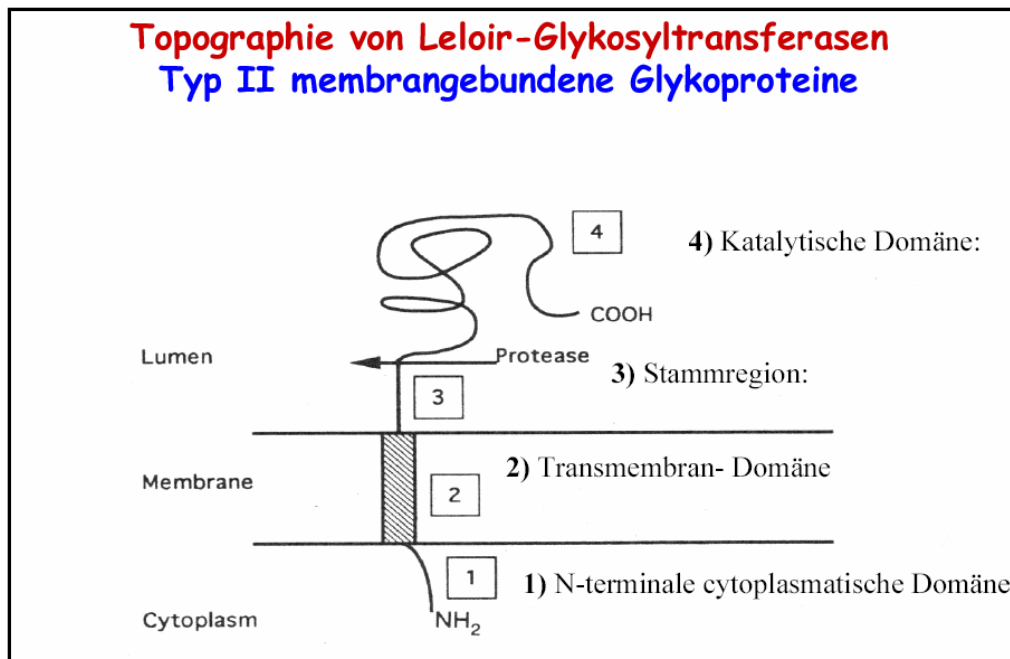 Topographie von Leloir-Glykosyltransferasen
Typ II membrangebundene Glykoproteine
4
4) Katalytische Domäne:
COOH
Lumen
Protease
3
3) Stammregion:
Membrane
2
2) Transmembran- Domäne
1
1) N-terminale cytoplasmatische Domäne
Cytoplasm
NH2